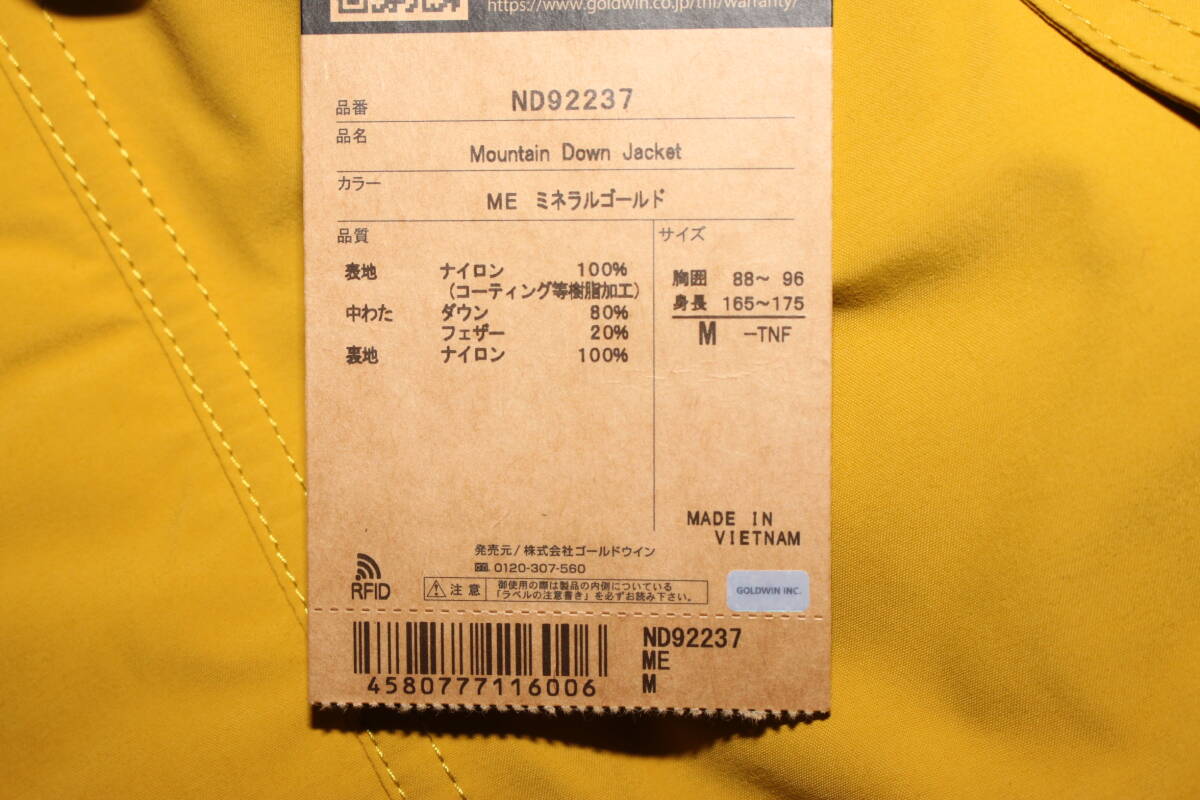 https://www.goldwin.co.jp/tnf/warranty/
品番 ND92237
品名
Mountain Down Jacket
カラー
ME ミネラルゴールド
品質
表地 ナイロン 100%
(コーティング等樹脂加工)
中わた ダウン 80%
フェザー 20%
裏地 ナイロン 100%
サイズ
胸囲 88~ 96
身長 165~175
M -TNF
MADE IN
VIETNAM
発売元/株式会社ゴールドウイン
0120-307-560
RFID
注意
御使用の際は製品の内側についている
「ラベルの注意書き」を必ずお読み下さい。
GOLDWIN INC.
4580777116006
ND92237
ME
M